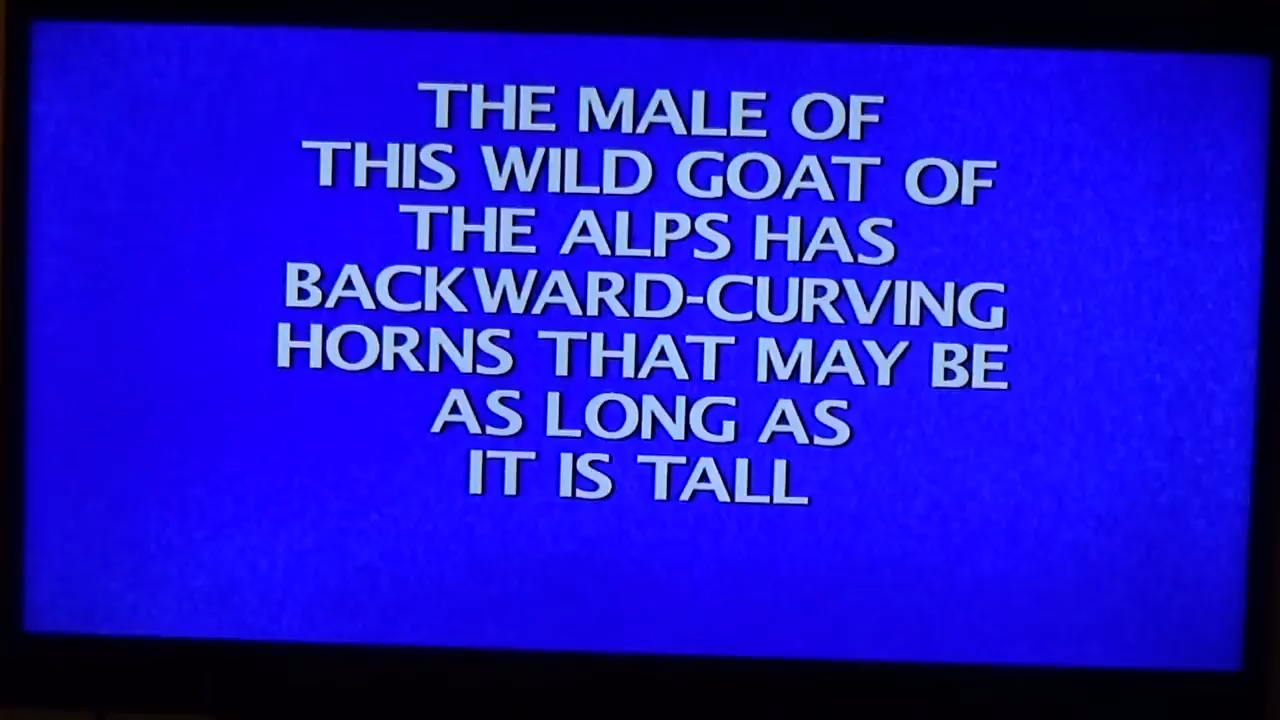 THE MALE OF
THIS WILD GOAT OF
THE ALPS HAS
BACKWARD-CURVING
HORNS THAT MAY BE
AS LONG AS
IT IS TALL